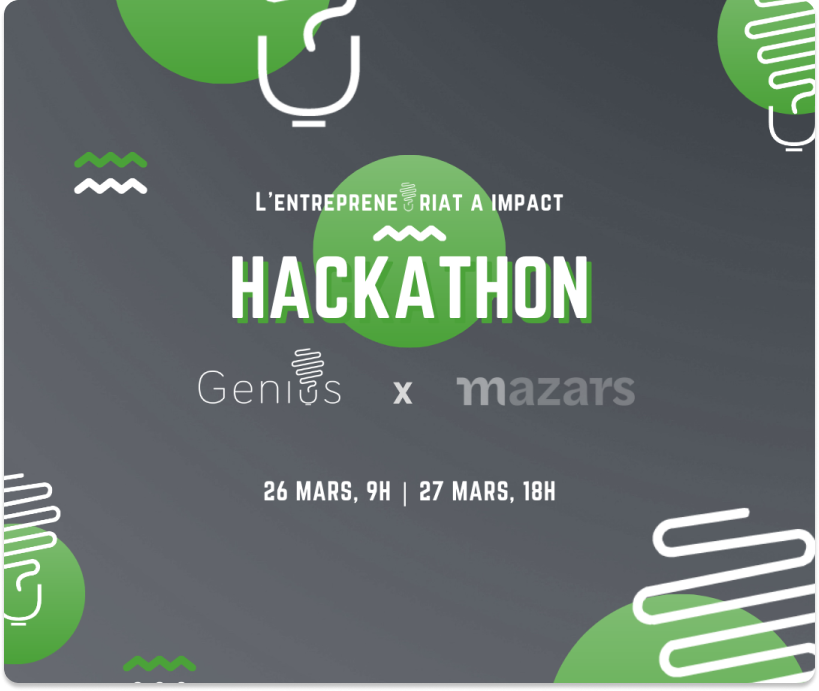 L'ENTREPRENEURIAT A IMPACT
HACKATHON
Genius x mazars
26 MARS, 9H | 27 MARS, 18H